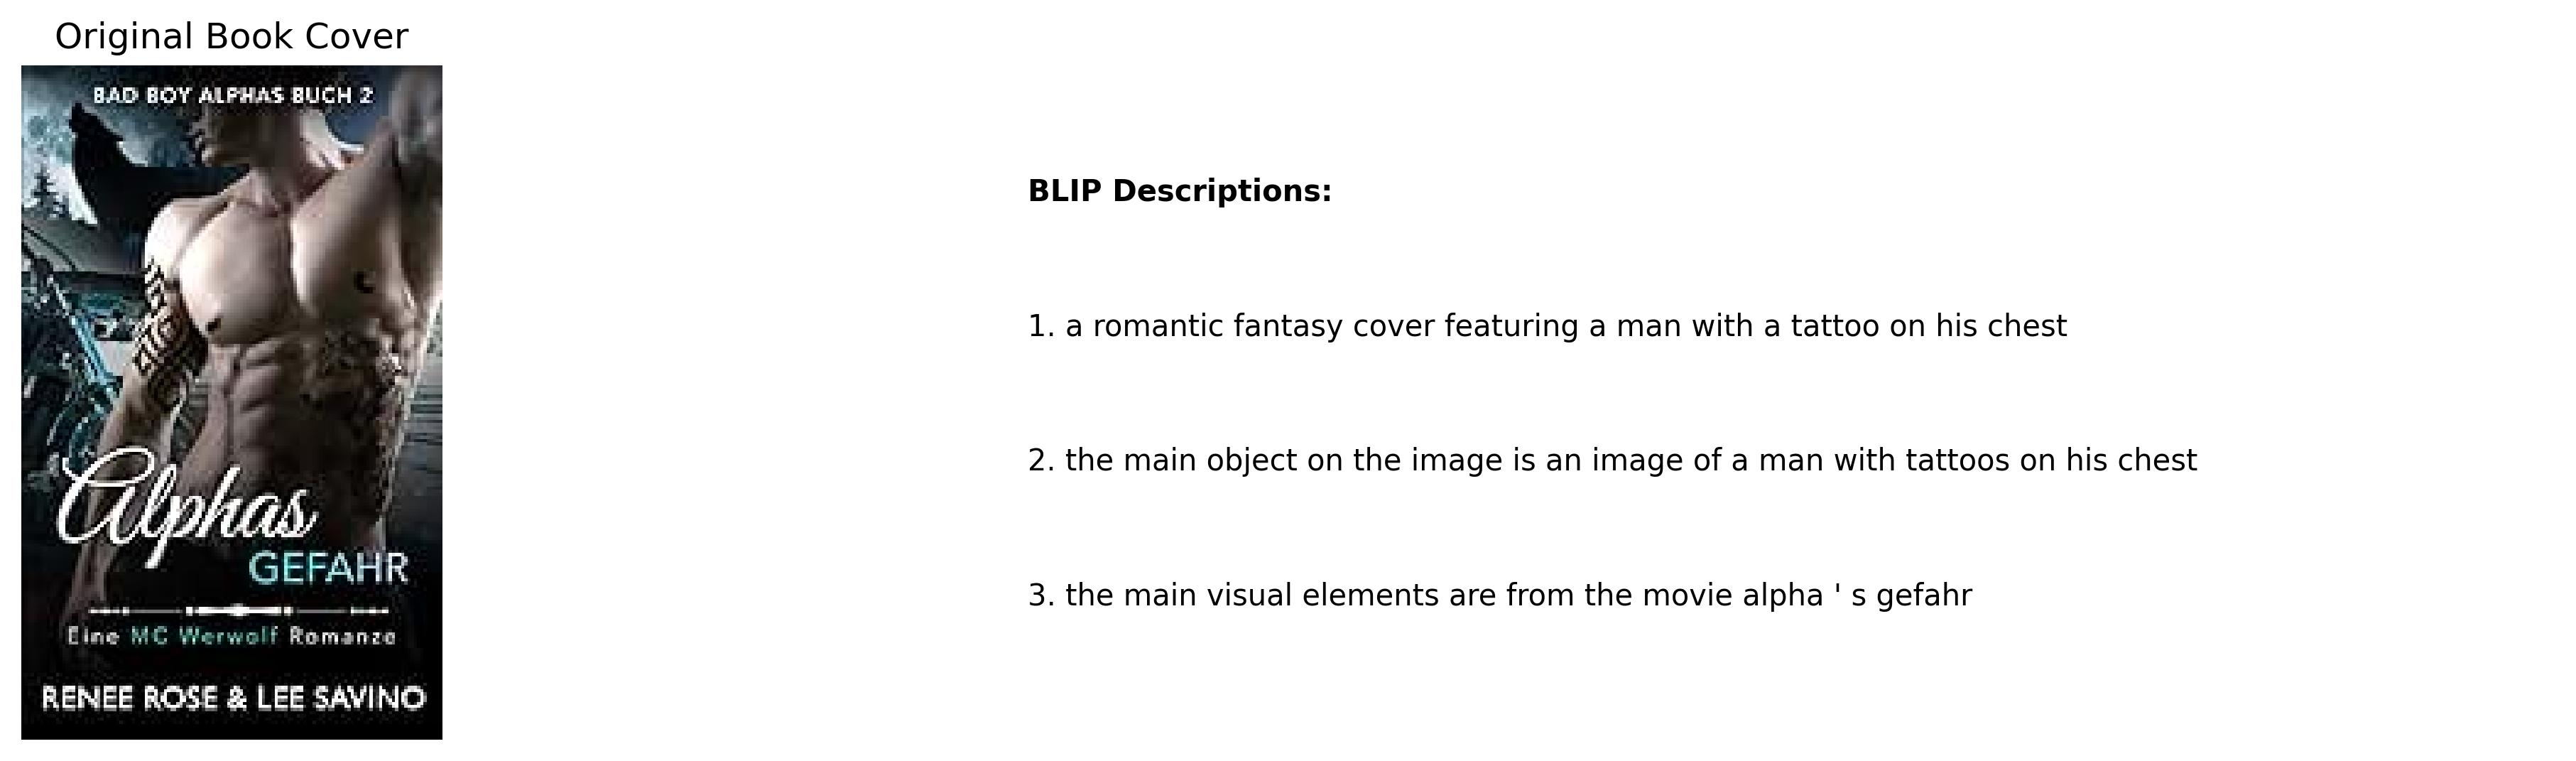 Original Book Cover
BAD BOY ALPHAS BUCH 2
Alphas
GEFAHR
Eine MC Werwolf Romanze
RENEE ROSE & LEE SAVINO
BLIP Descriptions:
1. a romantic fantasy cover featuring a man with a tattoo on his chest
2. the main object on the image is an image of a man with tattoos on his chest
3. the main visual elements are from the movie alpha ' s gefahr